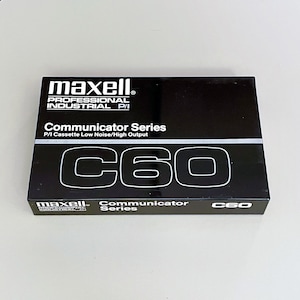 maxell®
PROFESSIONAL
INDUSTRIAL P/I
Communicator Series
P/I Cassette Low Noise/High Output
C60
maxell®
Communicator
Series
C60